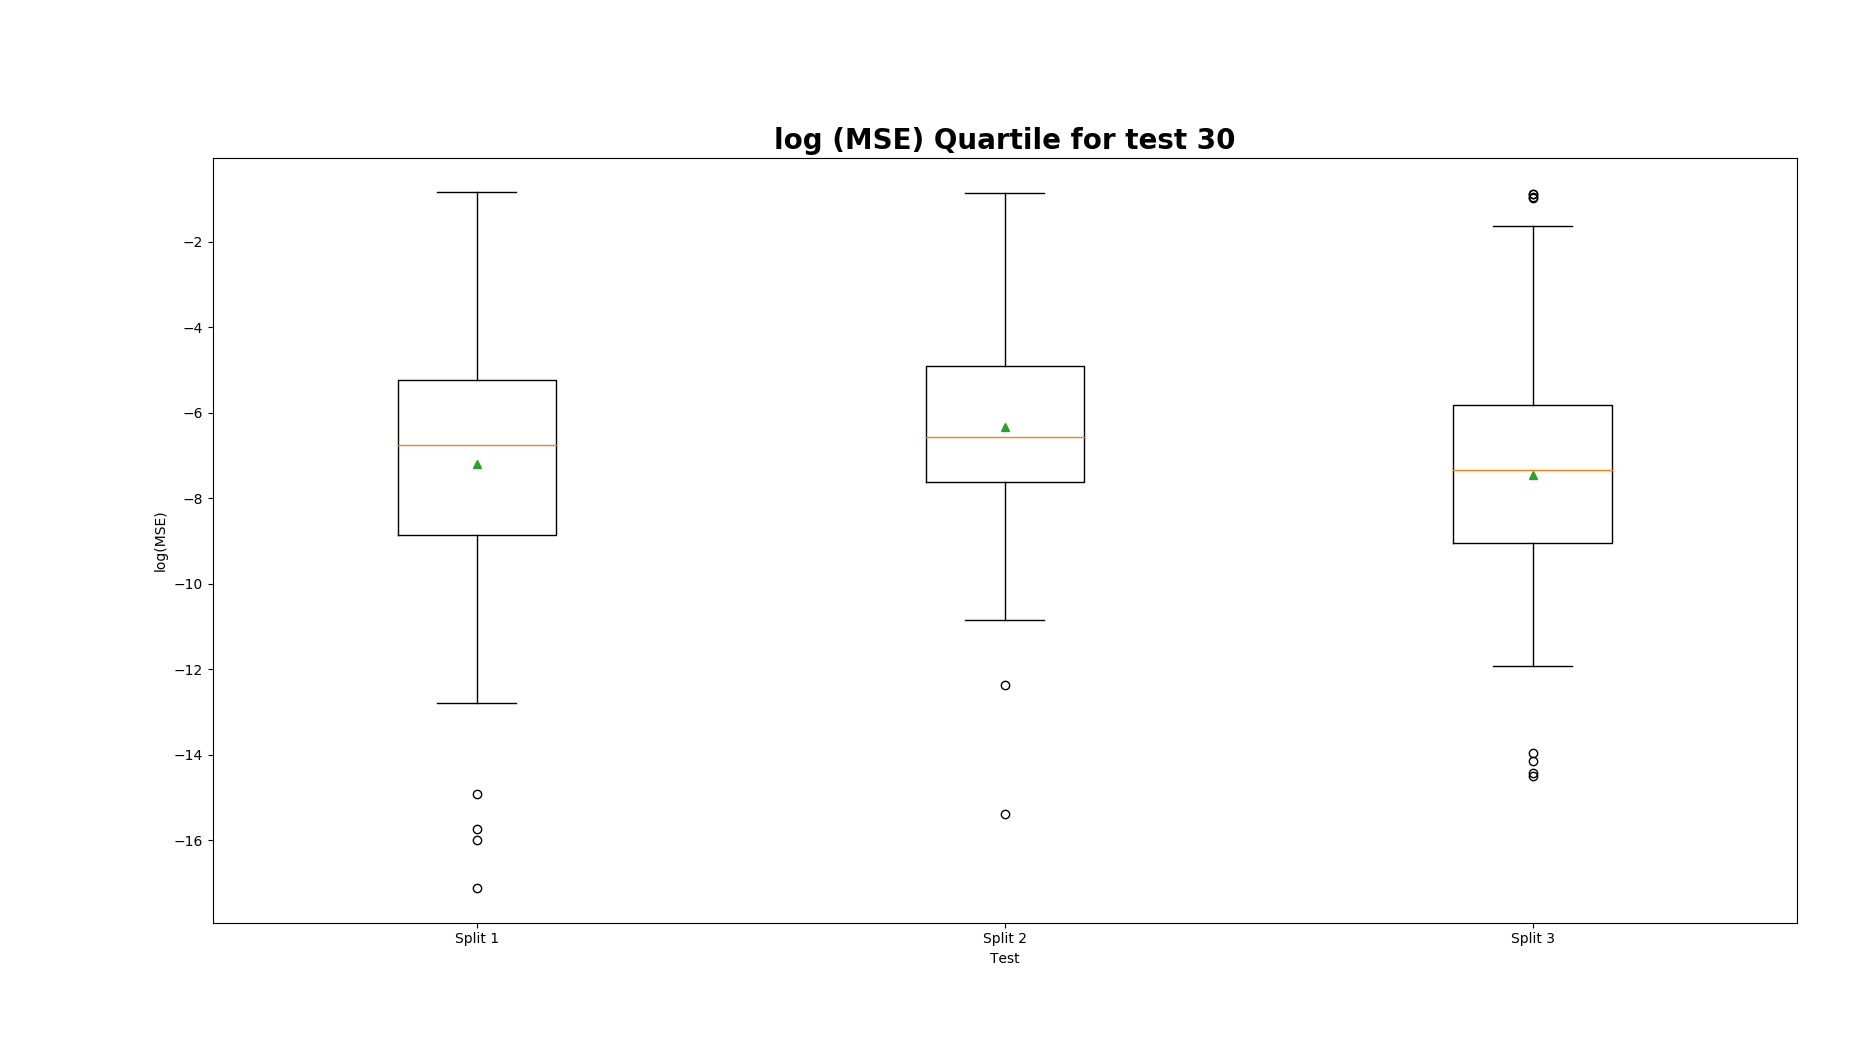 log (MSE) Quartile for test 30
−2
−4
−6
−8
−10
−12
−14
−16
log(MSE)
Split 1
Split 2
Split 3
Test